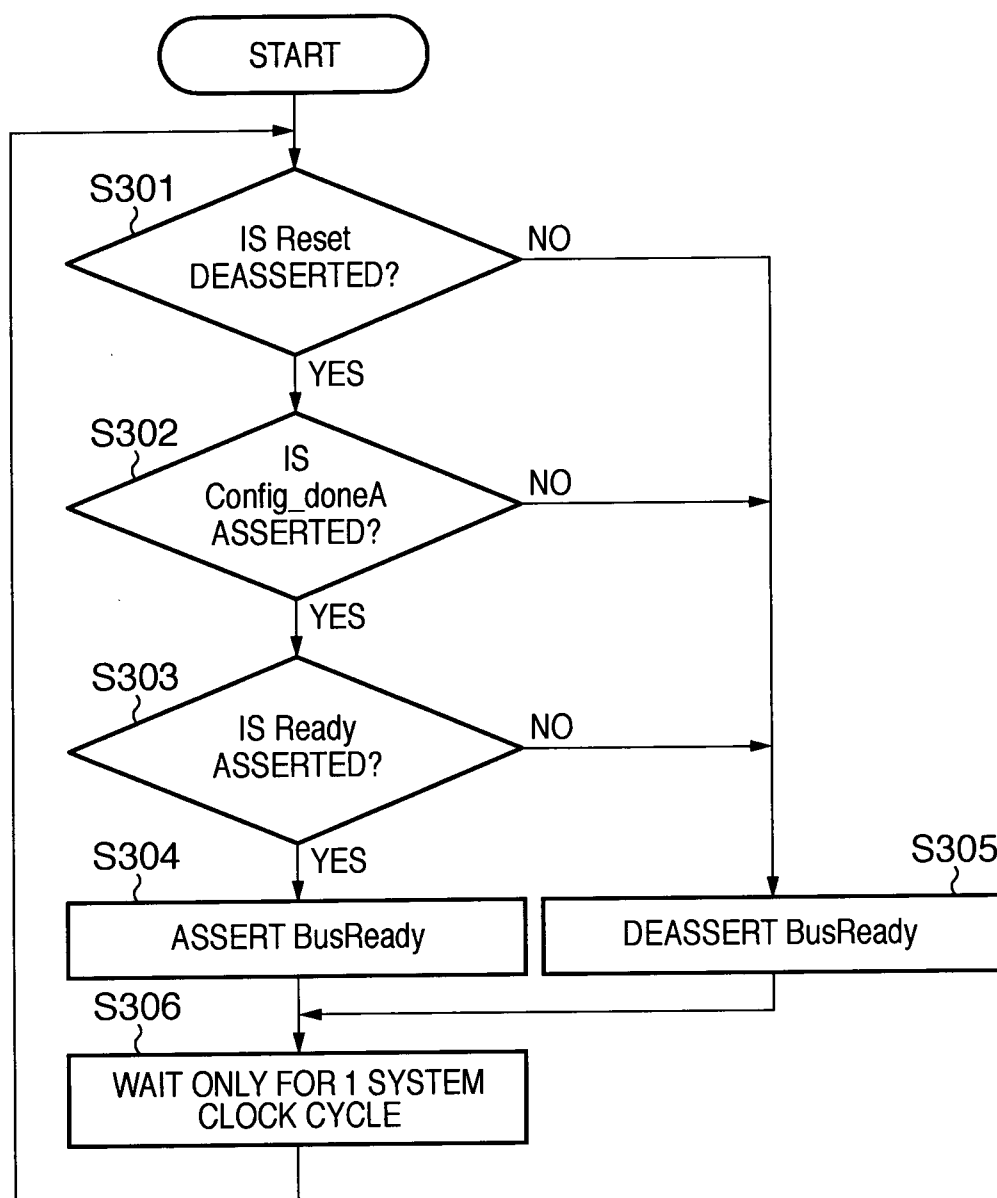 START
S301
IS Reset
DEASSERTED?
NO
YES
S302
IS
Config_doneA
ASSERTED?
NO
YES
S303
IS Ready
ASSERTED?
NO
YES
S304
ASSERT BusReady
S305
DEASSERT BusReady
S306
WAIT ONLY FOR 1 SYSTEM
CLOCK CYCLE